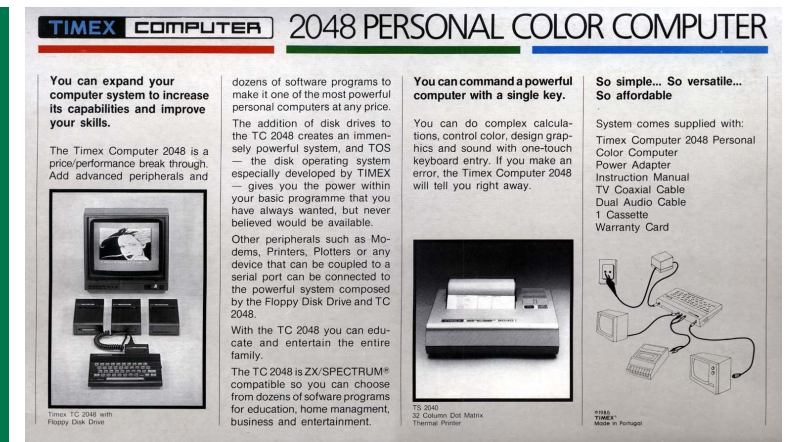 TIMEX COMPUTER
2048 PERSONAL COLOR COMPUTER
You can expand your
computer system to increase
its capabilities and improve
your skills.
The Timex Computer 2048 is a
price/performance break through.
Add advanced peripherals and
Timex TC 2048 with
Floppy Disk Drive
dozens of software programs to
make it one of the most powerful
personal computers at any price.
The addition of disk drives to
the TC 2048 creates an immen-
sely powerful system, and TOS
— the disk operating system
especially developed by TIMEX
— gives you the power within
your basic programme that you
have always wanted, but never
believed would be available.
Other peripherals such as Mo-
dems, Printers, Plotters or any
device that can be coupled to a
serial port can be connected to
the powerful system composed
by the Floppy Disk Drive and TC
2048.
With the TC 2048 you can edu-
cate and entertain the entire
family.
The TC 2048 is ZX/SPECTRUM®
compatible so you can choose
from dozens of sofware programs
for education, home managment,
business and entertainment.
You can command a powerful
computer with a single key.
You can do complex calcula-
tions, control color, design grap-
hics and sound with one-touch
keyboard entry. If you make an
error, the Timex Computer 2048
will tell you right away.
TIMEX
TS 2040
32 Column Dot Matrix
Thermal Printer
So simple... So versatile...
So affordable
System comes supplied with:
Timex Computer 2048 Personal
Color Computer
Power Adapter
Instruction Manual
TV Coaxial Cable
Dual Audio Cable
1 Cassette
Warranty Card
©1985
TIMEX
Made in Portugal